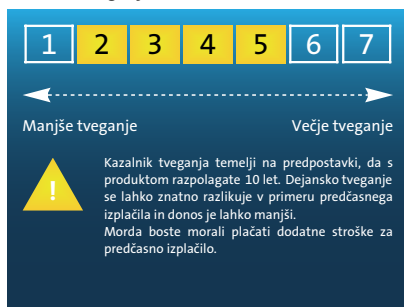 1 2 3 4 5 6 7
Manjše tveganje Večje tveganje
! Kazalnik tveganja temelji na predpostavki, da s
produktom razpolagate 10 let. Dejansko tveganje
se lahko znatno razlikuje v primeru predčasnega
izplačila in donos je lahko manjši.
Morda boste morali plačati dodatne stroške za
predčasno izplačilo.